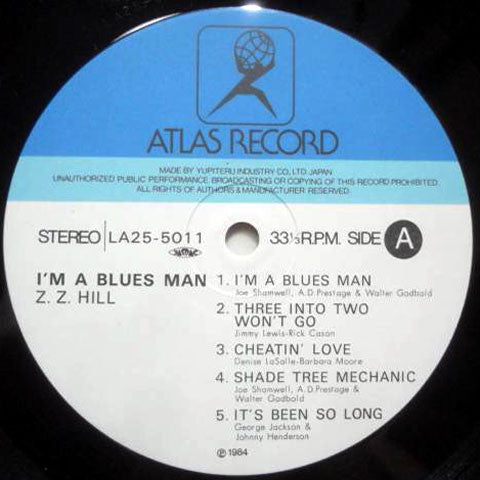 ATLAS RECORD
MADE BY YUPITERU INDUSTRY CO., LTD. JAPAN
UNAUTHORIZED PUBLIC PERFORMANCE, BROADCASTING OR COPYING OF THIS RECORD PROHIBITED.
ALL RIGHTS OF AUTHORS & MANUFACTURER RESERVED.
STEREO LA25-5011 33⅓R.P.M. SIDE A
I'M A BLUES MAN
Z. Z. HILL
1. I'M A BLUES MAN
Joe Shamwell, A.D.Prestage & Walter Godbold
2. THREE INTO TWO
WON'T GO
Jimmy Lewis-Rick Cason
3. CHEATIN' LOVE
Denise LaSalle-Barbara Moore
4. SHADE TREE MECHANIC
Joe Shamwell, A.D.Prestage &
Walter Godbold
5. IT'S BEEN SO LONG
George Jackson &
Johnny Henderson
Ⓟ1984